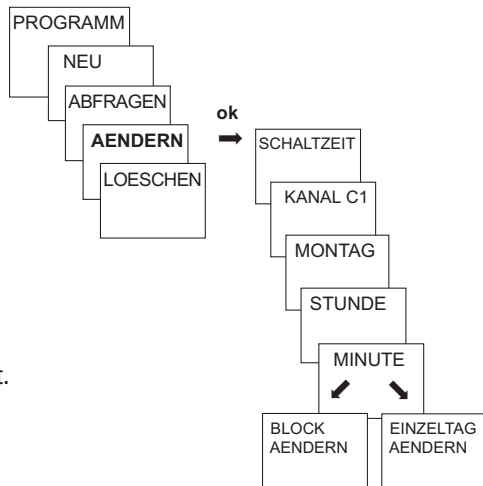 PROGRAMM
NEU
ABFRAGEN
AENDERN
LOESCHEN
ok
SCHALTZEIT
KANAL C1
MONTAG
STUNDE
MINUTE
t.
BLOCK
AENDERN
EINZELTAG
AENDERN